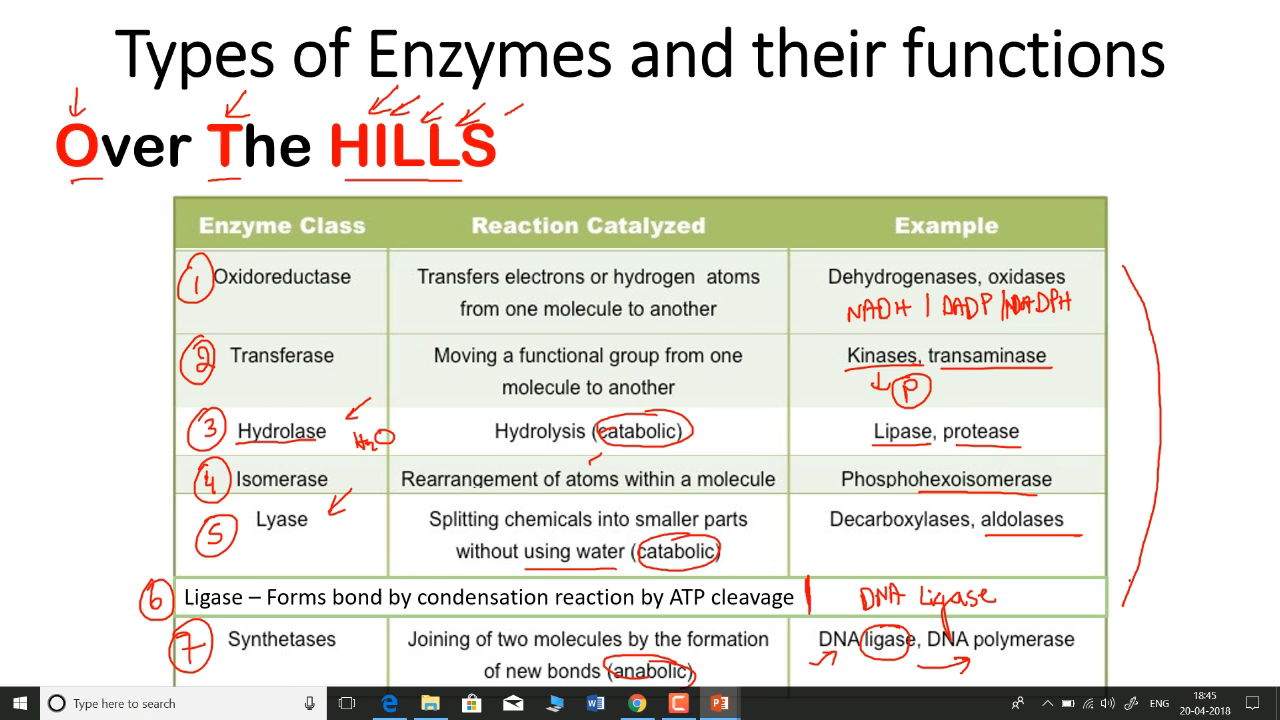 Types of Enzymes and their functions
Over The HILLS
Enzyme Class Reaction Catalyzed Example
1 Oxidoreductase Transfers electrons or hydrogen atoms Dehydrogenases, oxidases
from one molecule to another NADH | DADP | NADPH
2 Transferase Moving a functional group from one Kinases, transaminase
molecule to another P
3 Hydrolase H2O Hydrolysis (catabolic) Lipase, protease
4 Isomerase Rearrangement of atoms within a molecule Phosphohexoisomerase
5 Lyase Splitting chemicals into smaller parts Decarboxylases, aldolases
without using water (catabolic)
6 Ligase – Forms bond by condensation reaction by ATP cleavage DNA Ligase
7 Synthetases Joining of two molecules by the formation DNA ligase, DNA polymerase
of new bonds (anabolic)
Type here to search
ENG
18:45
20-04-2018